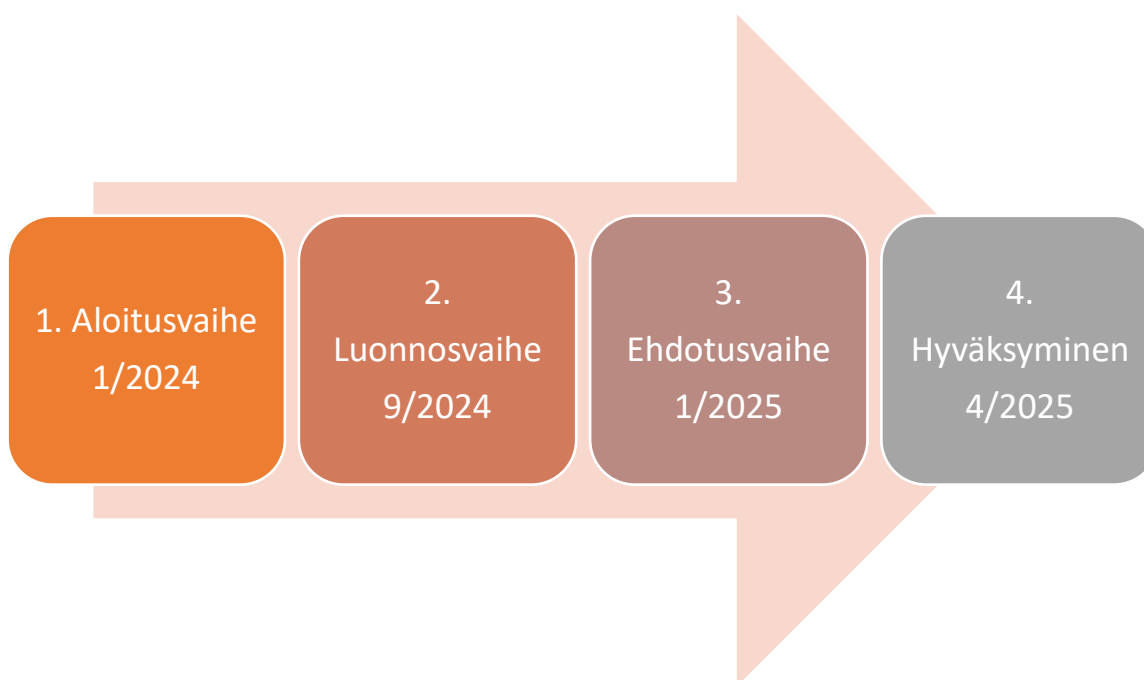 1. Aloitusvaihe
1/2024
2.
Luonnosvaihe
9/2024
3.
Ehdotusvaihe
1/2025
4.
Hyväksyminen
4/2025